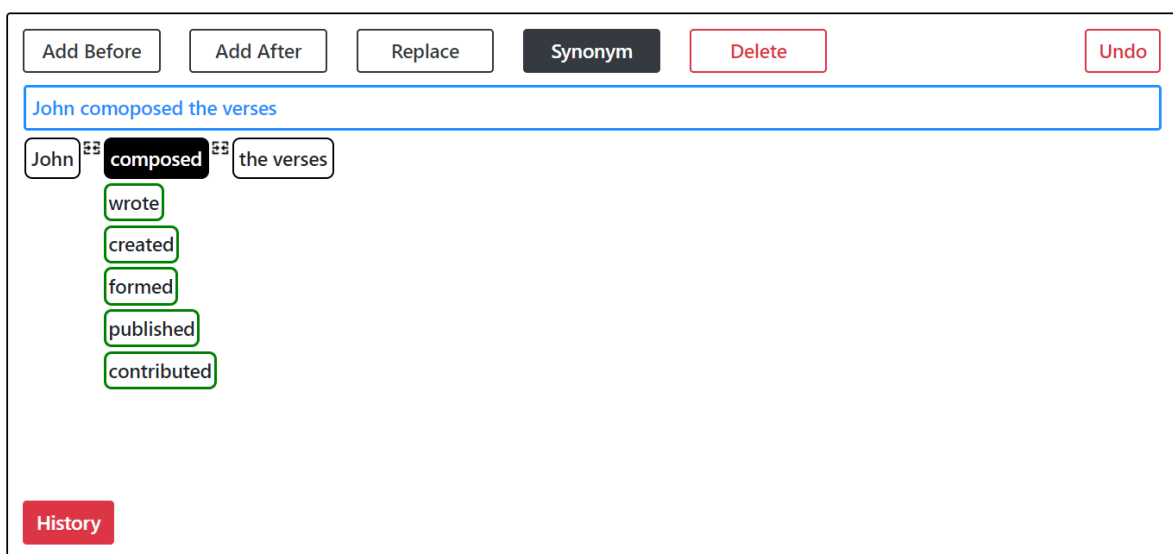 Add Before Add After Replace Synonym Delete Undo
John comoposed the verses
John composed the verses
wrote
created
formed
published
contributed
History